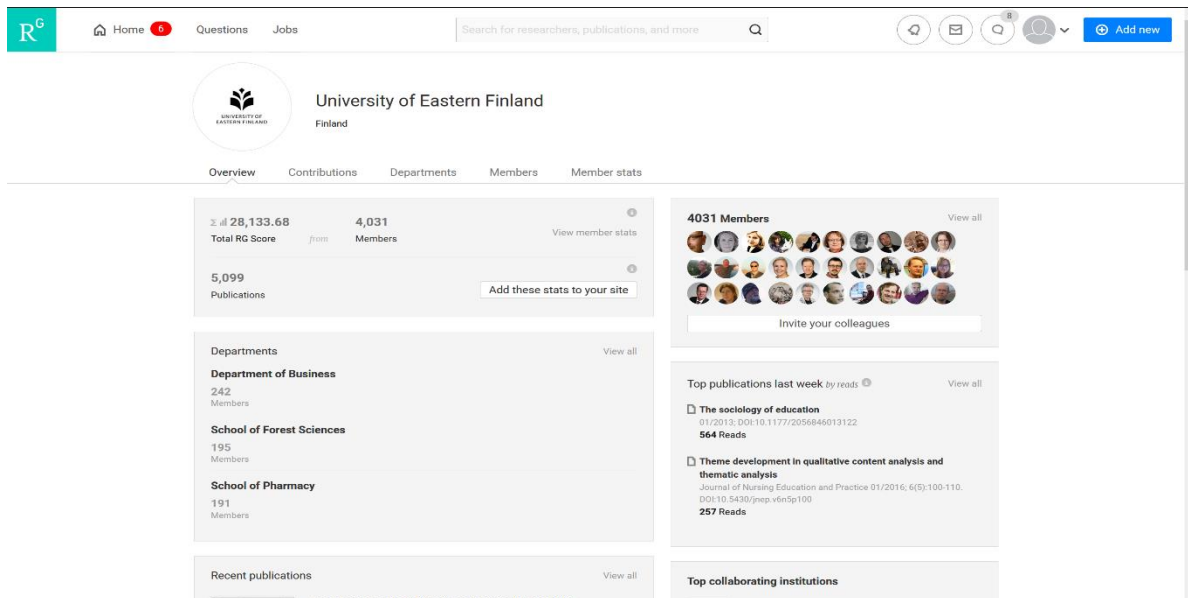 RG
Home 6 Questions Jobs Search for researchers, publications, and more 8 Add new
UNIVERSITY OF
EASTERN FINLAND
University of Eastern Finland
Finland
Overview Contributions Departments Members Member stats
Σ 28,133.68 4,031
Total RG Score from Members View member stats
5,099
Publications Add these stats to your site
Departments View all
Department of Business
242
Members
School of Forest Sciences
195
Members
School of Pharmacy
191
Members
Recent publications View all
4031 Members View all
Invite your colleagues
Top publications last week by reads View all
The sociology of education
01/2013; DOI:10.1177/2056846013122
564 Reads
Theme development in qualitative content analysis and
thematic analysis
Journal of Nursing Education and Practice 01/2016; 6(5):100-110.
DOI:10.5430/jnep.v6n5p100
257 Reads
Top collaborating institutions